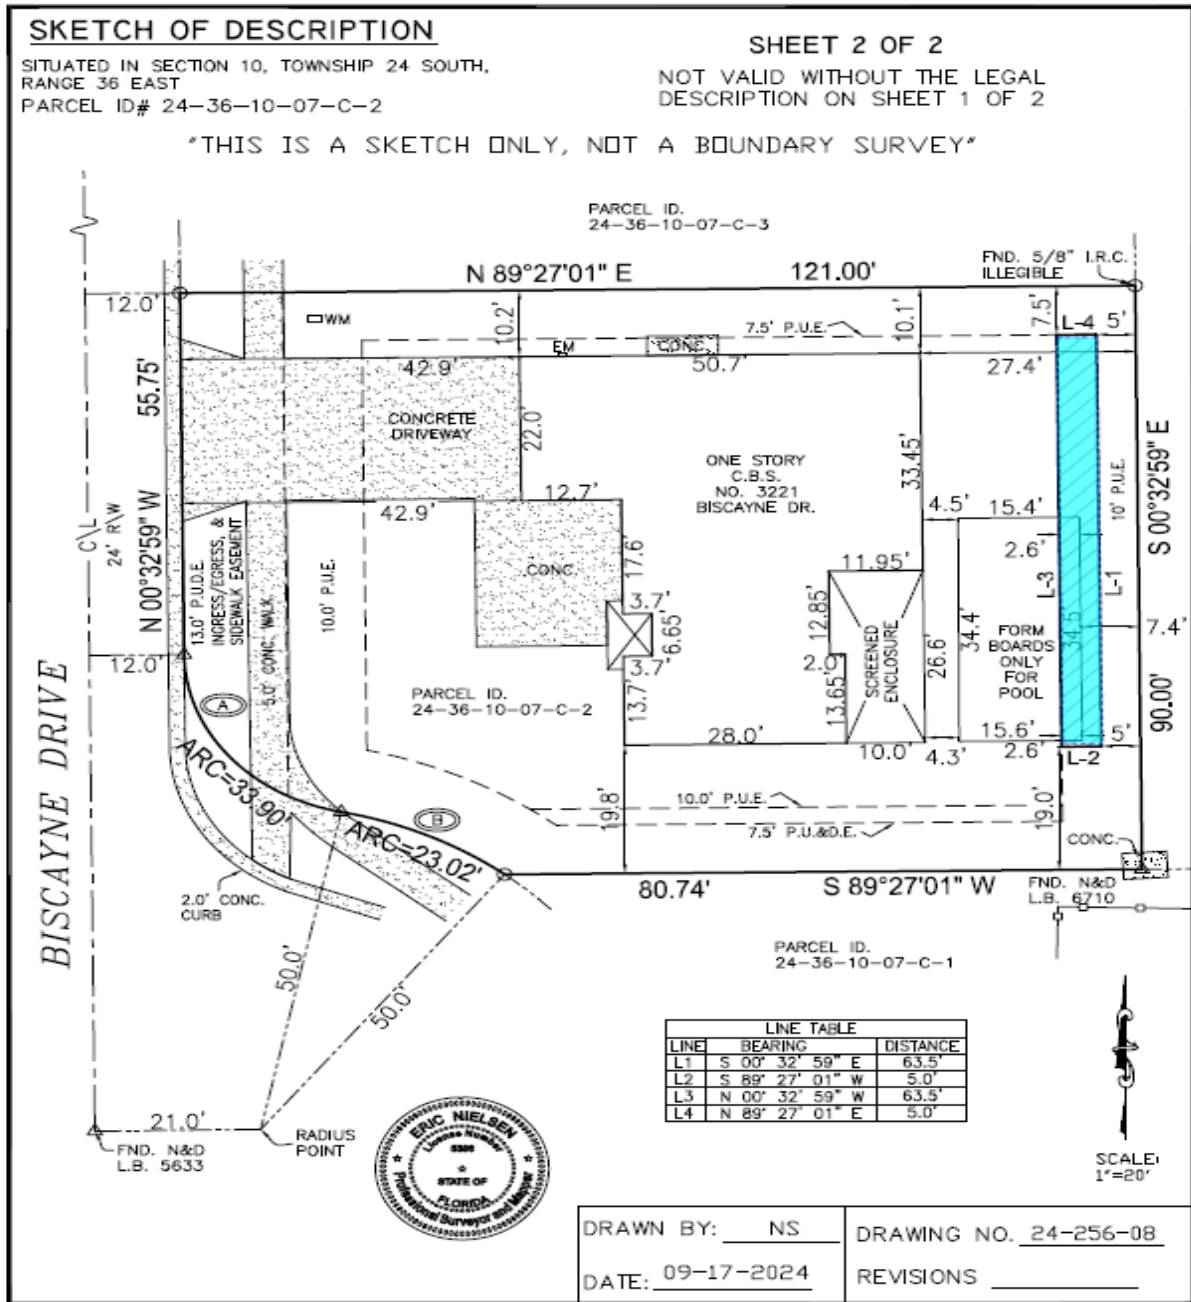 SKETCH OF DESCRIPTION
SITUATED IN SECTION 10, TOWNSHIP 24 SOUTH,
RANGE 36 EAST
PARCEL ID# 24-36-10-07-C-2
SHEET 2 OF 2
NOT VALID WITHOUT THE LEGAL
DESCRIPTION ON SHEET 1 OF 2
"THIS IS A SKETCH ONLY, NOT A BOUNDARY SURVEY"
PARCEL ID.
24-36-10-07-C-3
N 89°27'01" E 121.00'
FND. 5/8" I.R.C.
ILLEGIBLE
12.0'
WM
10.2'
EM
CONC.
7.5' P.U.E.
10.1'
7.5'
L-4 5'
42.9'
50.7'
27.4'
55.75'
N 00°32'59" W
C\L
24' R\W
CONCRETE
DRIVEWAY
22.0'
ONE STORY
C.B.S.
NO. 3221
BISCAYNE DR.
33.45'
10' P.U.E.
S 00°32'59" E
90.00'
12.7'
42.9'
4.5'
15.4'
2.6'
13.0' P.U.D.E.
INGRESS/EGRESS, &
SIDEWALK EASEMENT
5.0' CONC. WALK
10.0' P.U.E.
CONC.
17.6'
3.7'
6.65'
3.7'
13.7'
11.95'
12.85'
2.0'
13.65'
SCREENED
ENCLOSURE
26.6'
34.4'
FORM
BOARDS
ONLY
FOR
POOL
L-3
34.5'
L-1
7.4'
12.0'
BISCAYNE DRIVE
A
PARCEL ID.
24-36-10-07-C-2
28.0'
10.0'
4.3'
15.6'
2.6'
5'
L-2
ARC=33.90'
B
ARC=23.02'
19.8'
10.0' P.U.E.
7.5' P.U.&D.E.
19.0'
CONC.
80.74' S 89°27'01" W
FND. N&D
L.B. 6710
2.0' CONC.
CURB
50.0'
50.0'
PARCEL ID.
24-36-10-07-C-1
LINE TABLE
LINE BEARING DISTANCE
L1 S 00° 32' 59" E 63.5'
L2 S 89° 27' 01" W 5.0'
L3 N 00° 32' 59" W 63.5'
L4 N 89° 27' 01" E 5.0'
21.0'
FND. N&D
L.B. 5633
RADIUS
POINT
ERIC NIELSEN
License Number
STATE OF
FLORIDA
Professional Surveyor and Mapper
SCALE:
1"=20'
DRAWN BY: NS
DATE: 09-17-2024
DRAWING NO. 24-256-08
REVISIONS